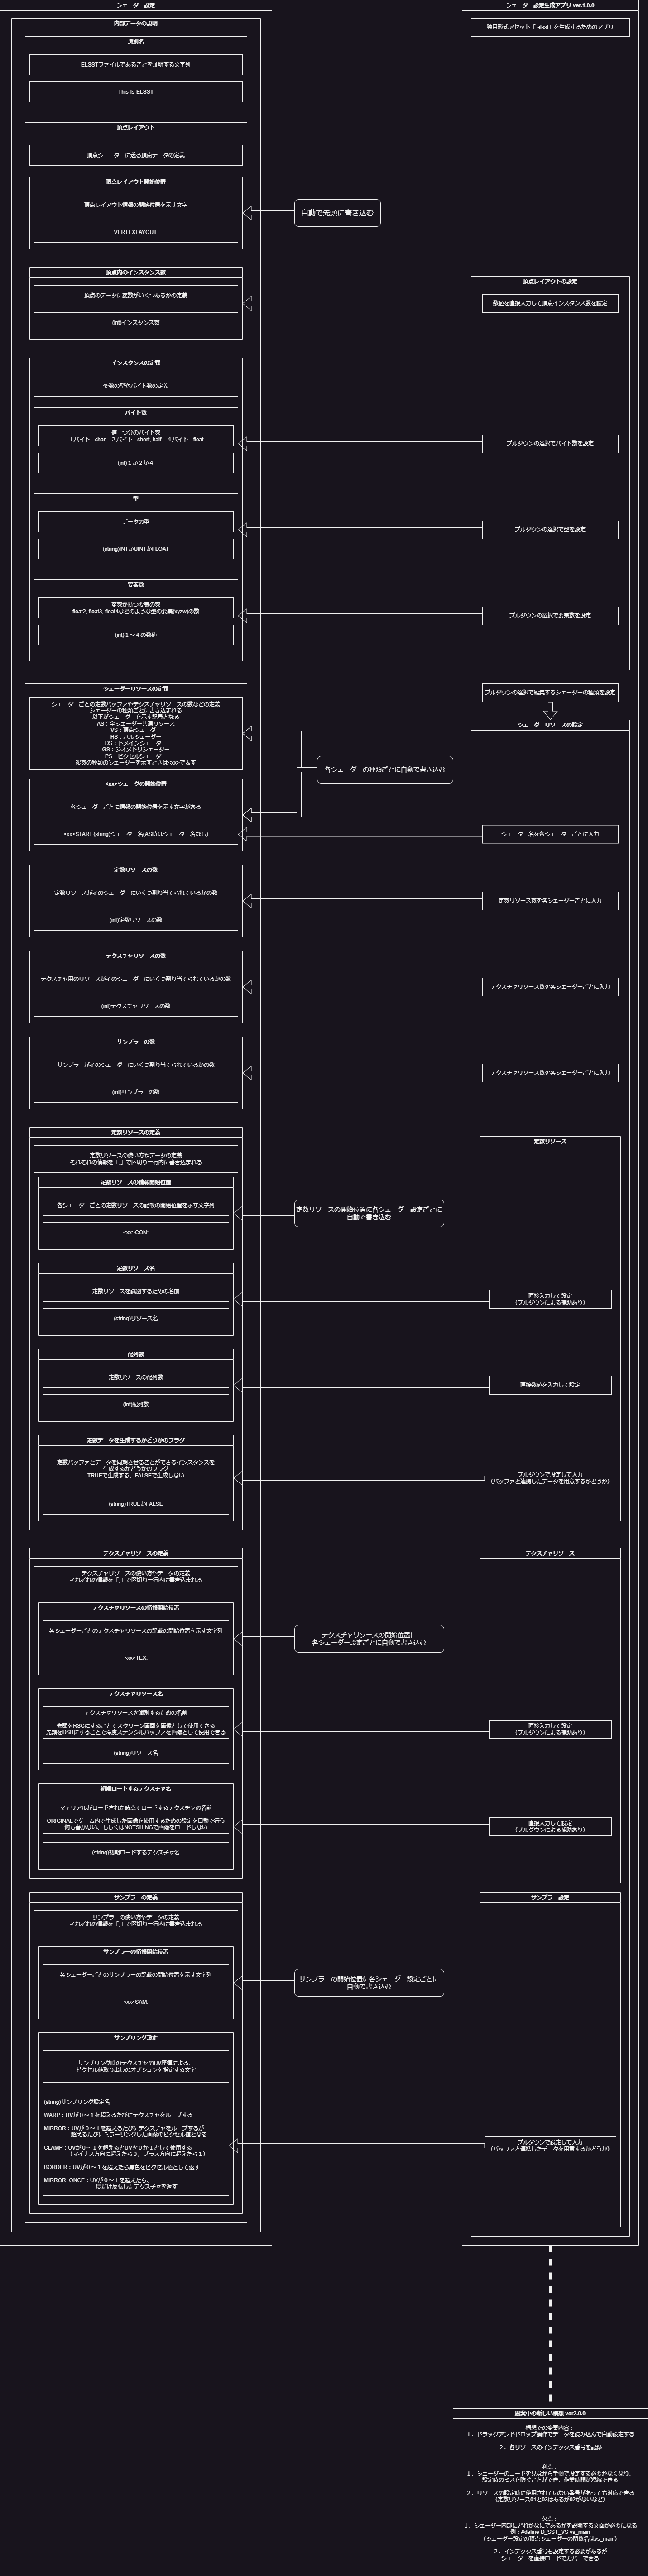 シェーダー設定
内部データの説明
識別名
ELSSTファイルであることを証明する文字列
This-Is-ELSST
頂点レイアウト
頂点シェーダーに送る頂点データの定義
頂点レイアウト開始位置
頂点レイアウト情報の開始位置を示す文字
VERTEXLAYOUT:
頂点内のインスタンス数
頂点のデータに変数がいくつあるかの定義
(int)インスタンス数
インスタンスの定義
変数の型やバイト数の定義
バイト数
値一つ分のバイト数
１バイト - char　２バイト - short, half　４バイト - float
(int)１か２か４
型
データの型
(string)INTかUINTかFLOAT
要素数
変数が持つ要素の数
float2, float3, float4などのような型の要素(xyzw)の数
(int)１～４の数値
シェーダーリソースの定義
シェーダーごとの定数バッファやテクスチャリソースの数などの定義
シェーダーの種類ごとに書き込まれる
以下がシェーダーを示す記号となる
AS：全シェーダー共通リソース
VS：頂点シェーダー
HS：ハルシェーダー
DS：ドメインシェーダー
GS：ジオメトリシェーダー
PS：ピクセルシェーダー
複数の種類のシェーダーを示すときは<xx>で表す
<xx>シェーダの開始位置
各シェーダーごとに情報の開始位置を示す文字がある
<xx>START:(string)シェーダー名(AS時はシェーダー名なし)
定数リソースの数
定数リソースがそのシェーダーにいくつ割り当てられているかの数
(int)定数リソースの数
テクスチャリソースの数
テクスチャ用のリソースがそのシェーダーにいくつ割り当てられているかの数
(int)テクスチャリソースの数
サンプラーの数
サンプラーがそのシェーダーにいくつ割り当てられているかの数
(int)サンプラーの数
定数リソースの定義
定数リソースの使い方やデータの定義
それぞれの情報を「,」で区切り一行内に書き込まれる
定数リソースの情報開始位置
各シェーダーごとの定数リソースの記載の開始位置を示す文字列
<xx>CON:
定数リソース名
定数リソースを識別するための名前
(string)リソース名
配列数
定数リソースの配列数
(int)配列数
定数データを生成するかどうかのフラグ
定数バッファとデータを同期させることができるインスタンスを
生成するかどうかのフラグ
TRUEで生成する、FALSEで生成しない
(string)TRUEかFALSE
テクスチャリソースの定義
テクスチャリソースの使い方やデータの定義
それぞれの情報を「,」で区切り一行内に書き込まれる
テクスチャリソースの情報開始位置
各シェーダーごとのテクスチャリソースの記載の開始位置を示す文字列
<xx>TEX:
テクスチャリソース名
テクスチャリソースを識別するための名前
先頭をRSCにすることでスクリーン画面を画像として使用できる
先頭をDSBにすることで深度ステンシルバッファを画像として使用できる
(string)リソース名
初期ロードするテクスチャ名
マテリアルがロードされた時点でロードするテクスチャの名前
ORIGINALでゲーム内で生成した画像を使用するための設定を自動で行う
何も書かない、もしくはNOTSHINGで画像をロードしない
(string)初期ロードするテクスチャ名
サンプラーの定義
サンプラーの使い方やデータの定義
それぞれの情報を「,」で区切り一行内に書き込まれる
サンプラーの情報開始位置
各シェーダーごとのサンプラーの記載の開始位置を示す文字列
<xx>SAM:
サンプリング設定
サンプリング時のテクスチャのUV座標による、
ピクセル値取り出しのオプションを指定する文字
(string)サンプリング設定名
WARP：UVが０～１を超えるたびにテクスチャをループする
MIRROR：UVが０～１を超えるたびにテクスチャをループするが
超えるたびにミラーリングした画像のピクセル値となる
CLAMP：UVが０～１を超えるとUVを０か１として使用する
（マイナス方向に超えたら０、プラス方向に超えたら１）
BORDER：UVが０～１を超えたら黒色をピクセル値として返す
MIRROR_ONCE：UVが０～１を超えたら、
一度だけ反転したテクスチャを返す
自動で先頭に書き込む
各シェーダーの種類ごとに自動で書き込む
定数リソースの開始位置に各シェーダー設定ごとに
自動で書き込む
テクスチャリソースの開始位置に
各シェーダー設定ごとに自動で書き込む
サンプラーの開始位置に各シェーダー設定ごとに
自動で書き込む
シェーダー設定生成アプリ ver.1.0.0
独自形式アセット「.elsst」を生成するためのアプリ
頂点レイアウトの設定
数値を直接入力して頂点インスタンス数を設定
プルダウンの選択でバイト数を設定
プルダウンの選択で型を設定
プルダウンの選択で要素数を設定
プルダウンの選択で編集するシェーダーの種類を設定
シェーダーリソースの設定
シェーダー名を各シェーダーごとに入力
定数リソース数を各シェーダーごとに入力
テクスチャリソース数を各シェーダーごとに入力
テクスチャリソース数を各シェーダーごとに入力
定数リソース
直接入力して設定
（プルダウンによる補助あり）
直接数値を入力して設定
プルダウンで設定して入力
（バッファと連携したデータを用意するかどうか）
テクスチャリソース
直接入力して設定
（プルダウンによる補助あり）
直接入力して設定
（プルダウンによる補助あり）
サンプラー設定
プルダウンで設定して入力
（バッファと連携したデータを用意するかどうか）
思案中の新しい構想 ver2.0.0
構想での変更内容：
１．ドラッグアンドドロップ操作でデータを読み込んで自動設定する
２．各リソースのインデックス番号を記録
利点：
１．シェーダーのコードを見ながら手動で設定する必要がなくなり、
設定時のミスを防ぐことができ、作業時間が短縮できる
２．リソースの設定時に使用されていない番号があっても対応できる
（定数リソース01と03はあるが02がないなど）
欠点：
１．シェーダー内部にどれがなにであるかを説明する文面が必要になる
例：#define D_SST_VS vs_main
（シェーダー設定の頂点シェーダーの関数名はvs_main）
２．インデックス番号も設定する必要があるが
シェーダーを直接ロードでカバーできる